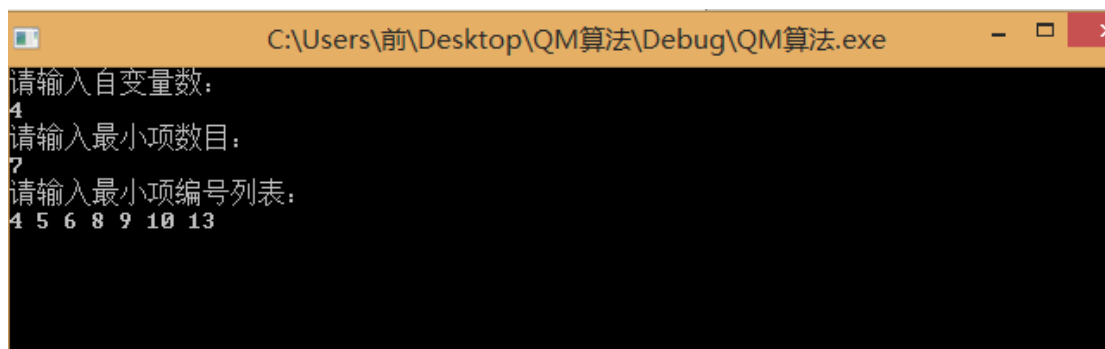 C:\Users\前\Desktop\QM算法\Debug\QM算法.exe
请输入自变量数：
4
请输入最小项数目：
7
请输入最小项编号列表：
4 5 6 8 9 10 13